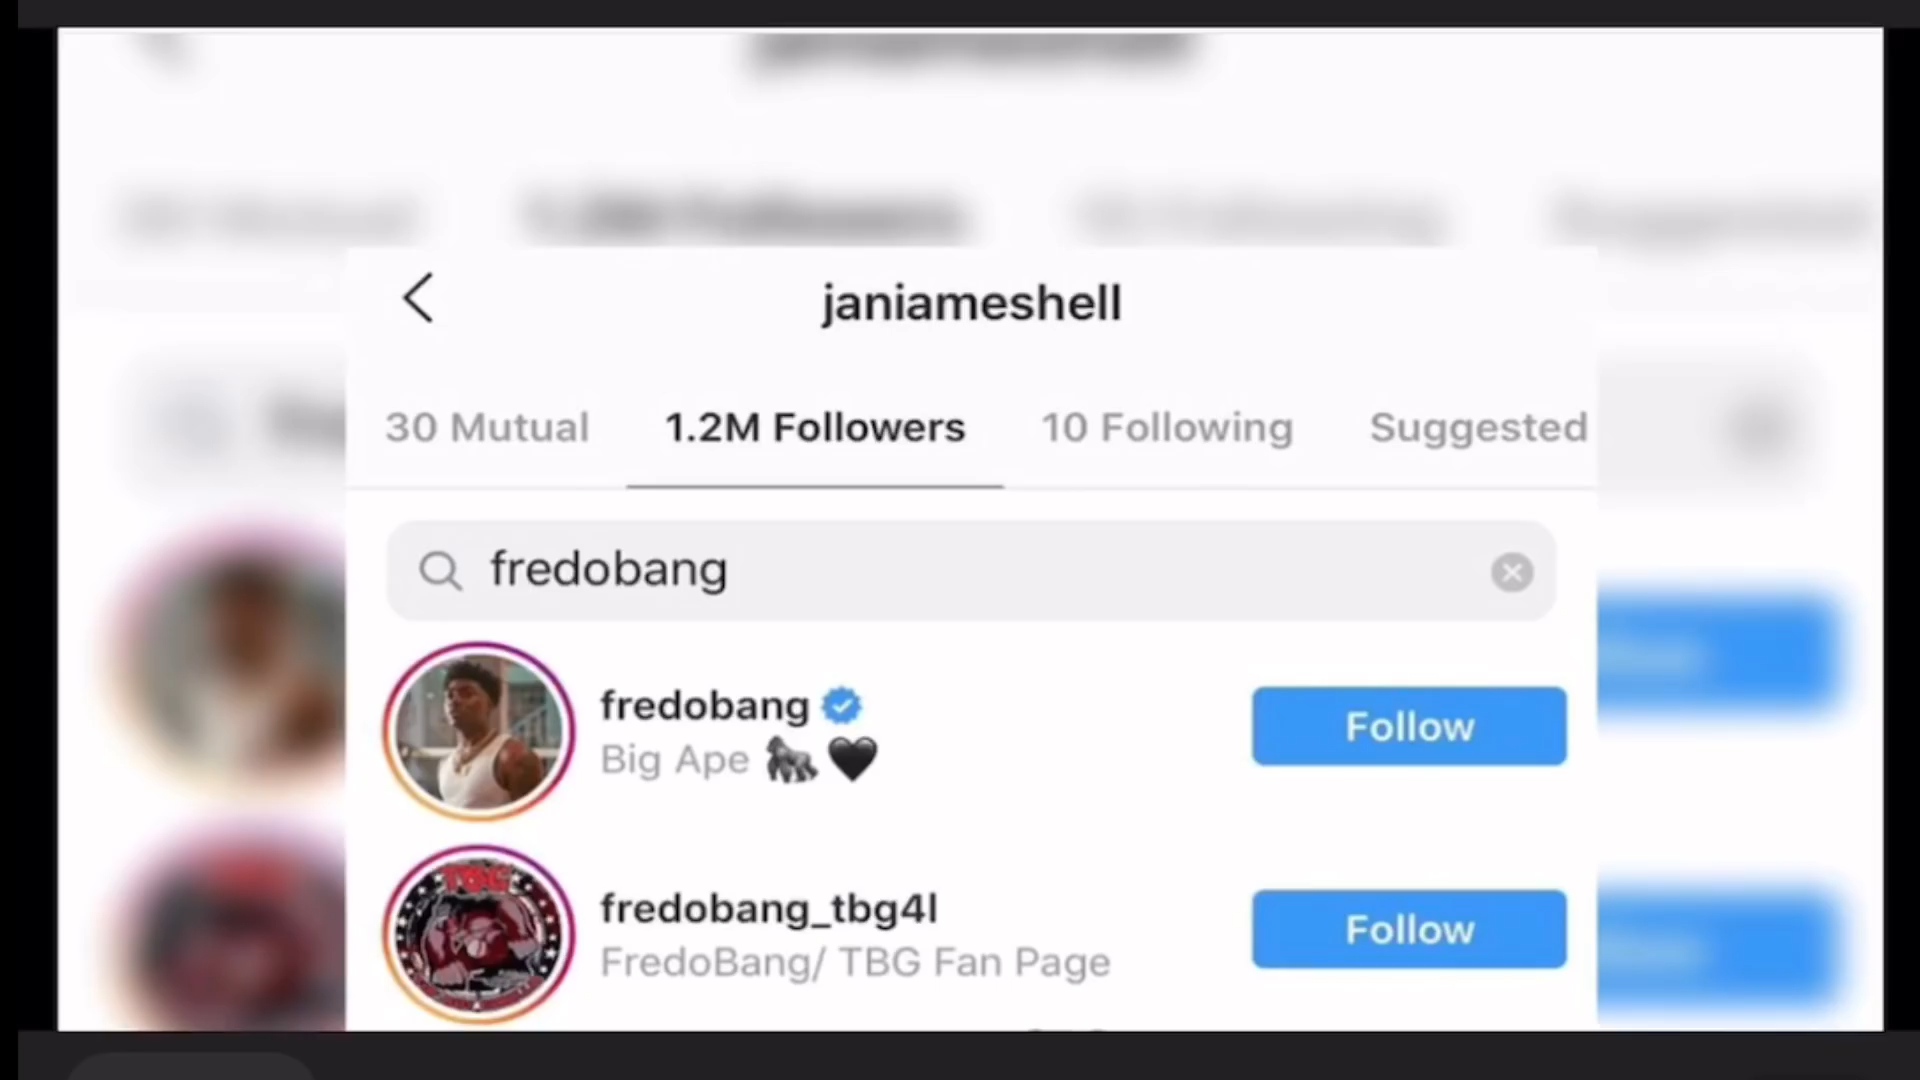 janiameshell
30 Mutual 1.2M Followers 10 Following Suggested
fredobang
fredobang
Big Ape 🦍🖤
Follow
TBG
fredobang_tbg4l
FredoBang/ TBG Fan Page
Follow